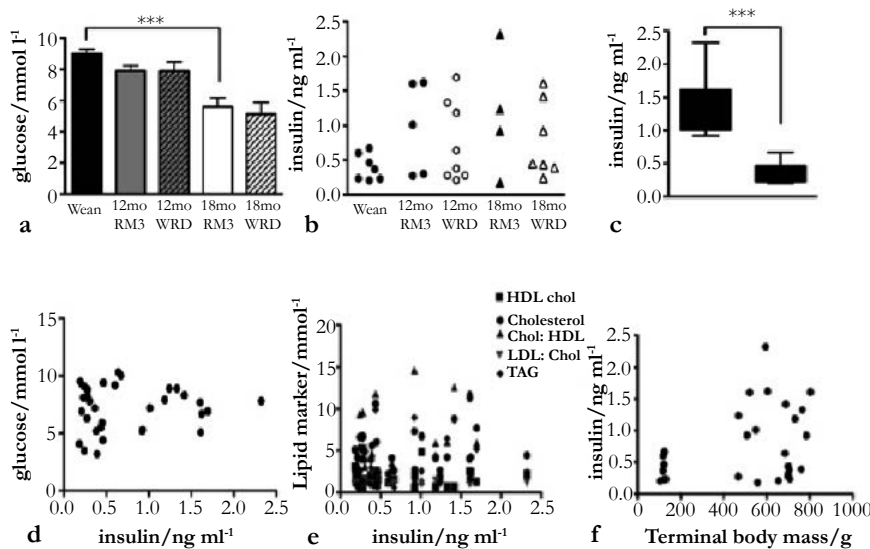 ***
10
8
6
4
2
0
glucose/mmol l-1
Wean
12mo RM3
12mo WRD
18mo RM3
18mo WRD
a
2.5
2.0
1.5
1.0
0.5
0.0
insulin/ng ml-1
Wean
12mo RM3
12mo WRD
18mo RM3
18mo WRD
b
***
2.5
2.0
1.5
1.0
0.5
0.0
insulin/ng ml-1
c
15
10
5
0
glucose/mmol l-1
0.0 0.5 1.0 1.5 2.0 2.5
d insulin/ng ml-1
HDL chol
Cholesterol
Chol: HDL
LDL: Chol
TAG
20
15
10
5
0
Lipid marker/mmol-1
0.0 0.5 1.0 1.5 2.0 2.5
e insulin/ng ml-1
2.5
2.0
1.5
1.0
0.5
0.0
insulin/ng ml-1
0 200 400 600 800 1000
f Terminal body mass/g